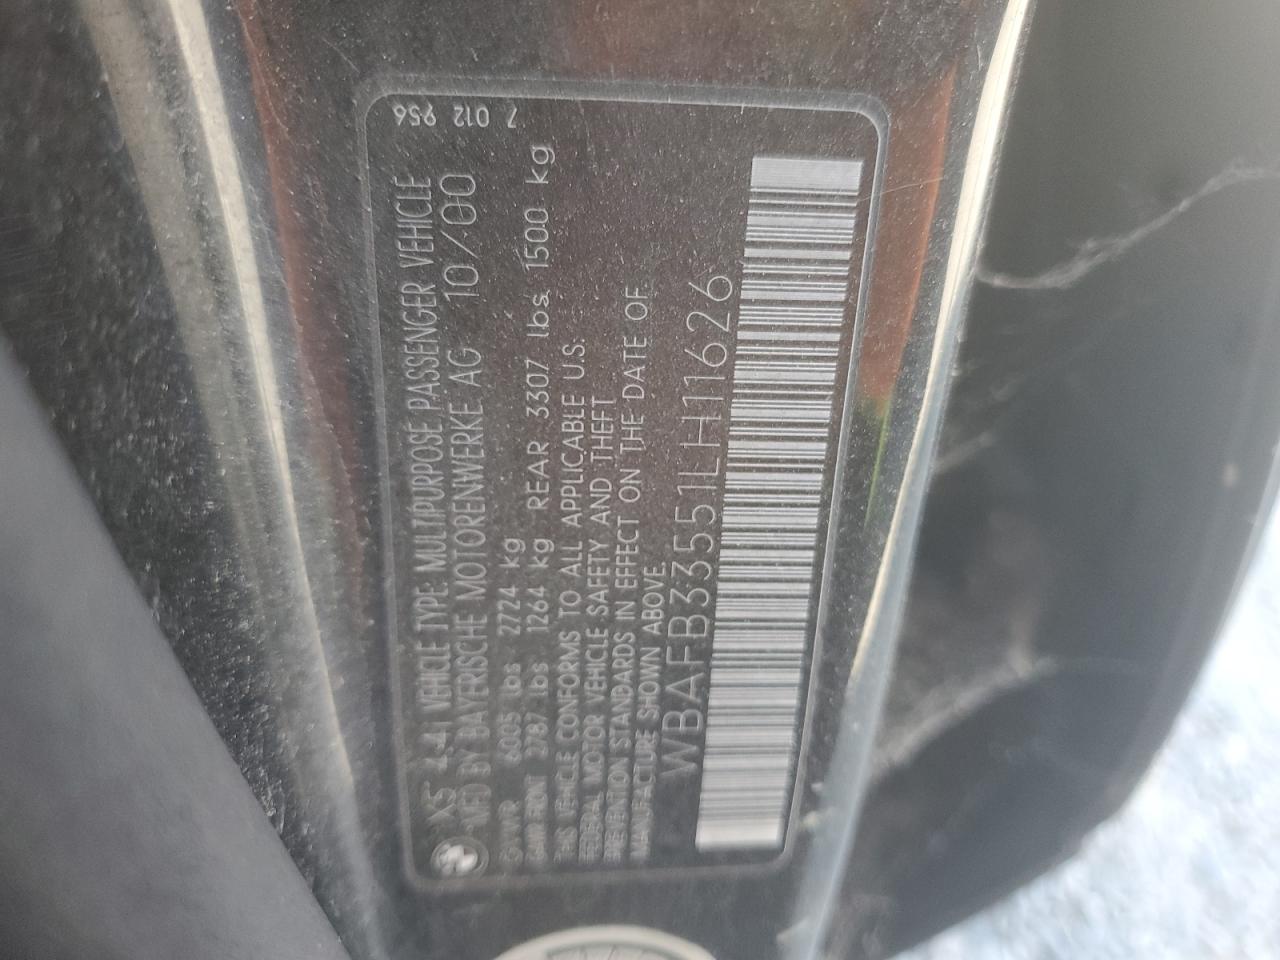 X5 4.4i VEHICLE TYPE: MULTIPURPOSE PASSENGER VEHICLE
MFD BY BAYERISCHE MOTORENWERKE AG 10/00
GVWR 6005 lbs 2724 kg
GAWR FRONT 2787 lbs 1264 kg REAR 3307 lbs 1500 kg
THIS VEHICLE CONFORMS TO ALL APPLICABLE U.S.
FEDERAL MOTOR VEHICLE SAFETY AND THEFT
PREVENTION STANDARDS IN EFFECT ON THE DATE OF
MANUFACTURE SHOWN ABOVE.
WBAFB33551LH11626
7 012 956